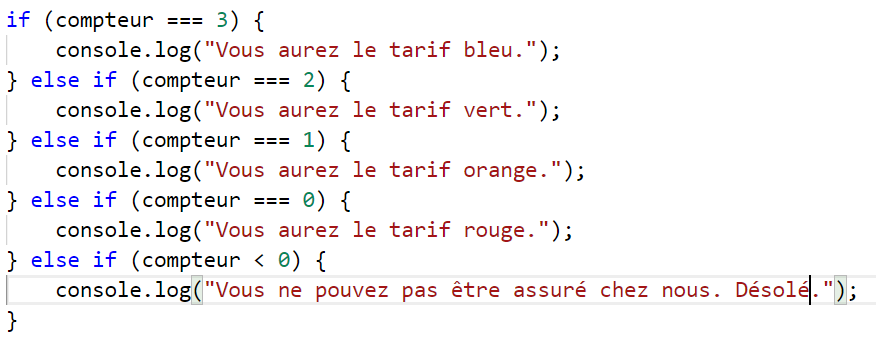 if (compteur === 3) {
    console.log("Vous aurez le tarif bleu.");
} else if (compteur === 2) {
    console.log("Vous aurez le tarif vert.");
} else if (compteur === 1) {
    console.log("Vous aurez le tarif orange.");
} else if (compteur === 0) {
    console.log("Vous aurez le tarif rouge.");
} else if (compteur < 0) {
    console.log("Vous ne pouvez pas être assuré chez nous. Désolé.");
}